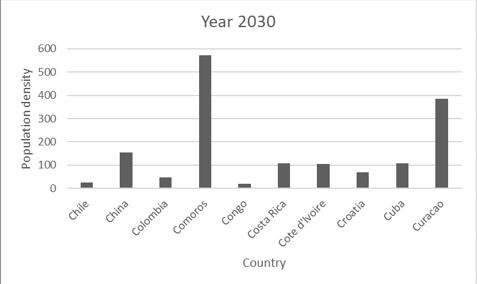 Year 2030
Population density
600
500
400
300
200
100
0
Chile
China
Colombia
Comoros
Congo
Costa Rica
Cote d'Ivoire
Croatia
Cuba
Curacao
Country